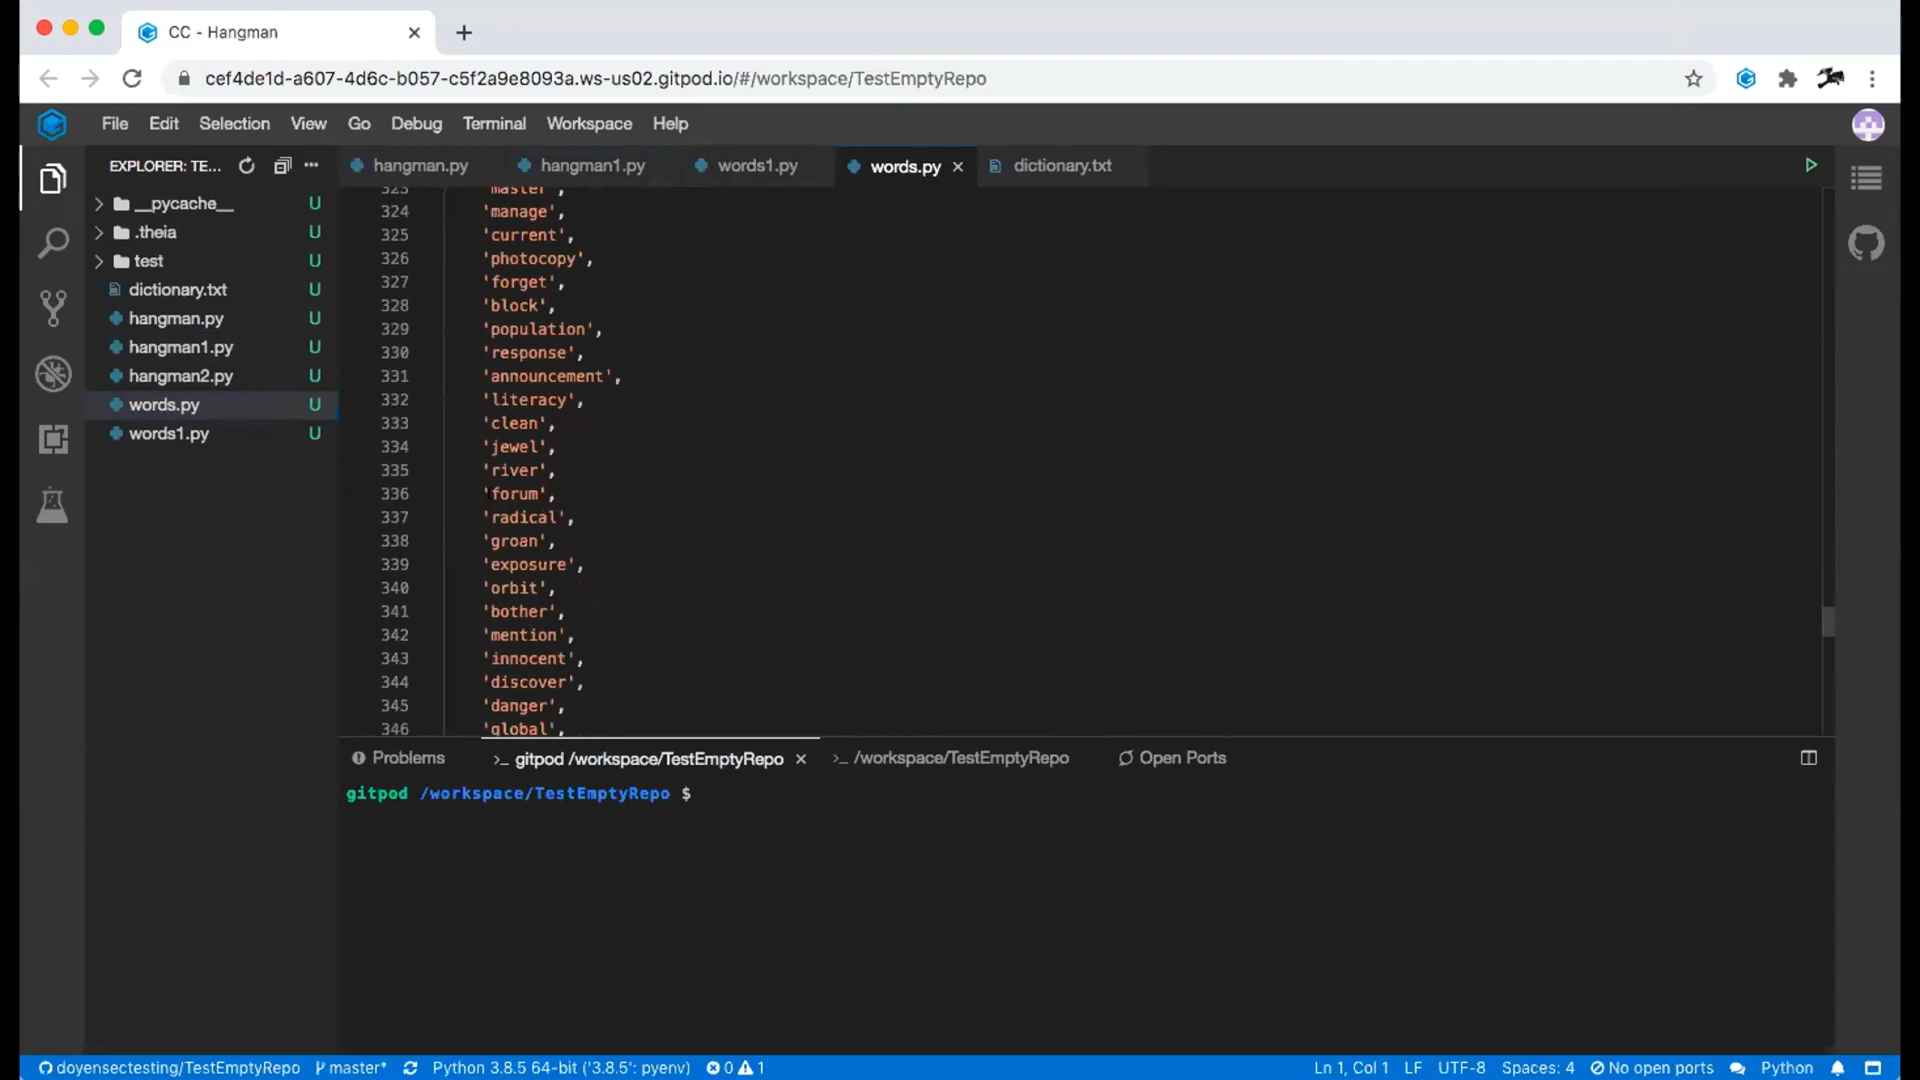 CC - Hangman
cef4de1d-a607-4d6c-b057-c5f2a9e8093a.ws-us02.gitpod.io/#/workspace/TestEmptyRepo
File Edit Selection View Go Debug Terminal Workspace Help
EXPLORER: TE...
hangman.py
hangman1.py
words1.py
words.py
dictionary.txt
__pycache__ U
.theia U
test U
dictionary.txt U
hangman.py U
hangman1.py U
hangman2.py U
words.py U
words1.py U
323 'master',
324 'manage',
325 'current',
326 'photocopy',
327 'forget',
328 'block',
329 'population',
330 'response',
331 'announcement',
332 'literacy',
333 'clean',
334 'jewel',
335 'river',
336 'forum',
337 'radical',
338 'groan',
339 'exposure',
340 'orbit',
341 'bother',
342 'mention',
343 'innocent',
344 'discover',
345 'danger',
346 'global',
Problems
>_ gitpod /workspace/TestEmptyRepo
>_ /workspace/TestEmptyRepo
Open Ports
gitpod /workspace/TestEmptyRepo $
doyensectesting/TestEmptyRepo master* Python 3.8.5 64-bit ('3.8.5': pyenv) 0 1 Ln 1, Col 1 LF UTF-8 Spaces: 4 No open ports Python